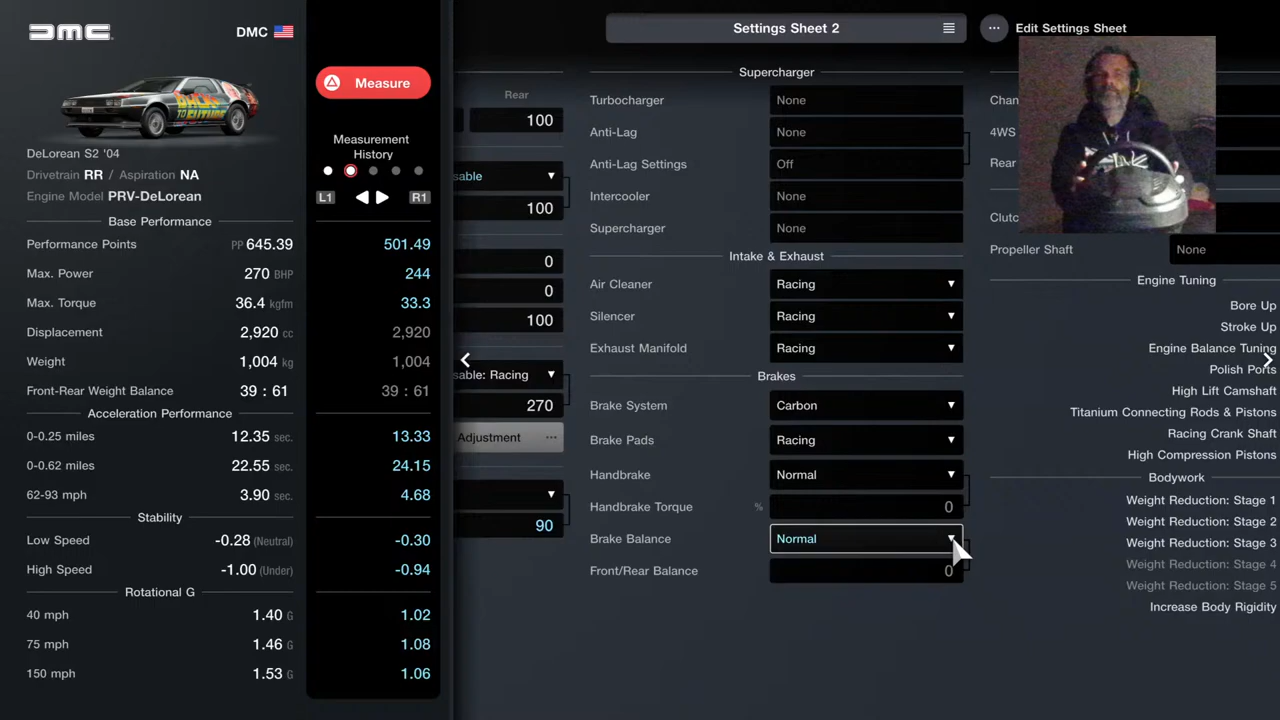 DMC
DMC
Settings Sheet 2
Edit Settings Sheet
BACK
TO THE
FUTURE
DeLorean S2 '04
Drivetrain RR / Aspiration NA
Engine Model PRV-DeLorean
Base Performance
Performance Points PP 645.39 501.49
Max. Power 270 BHP 244
Max. Torque 36.4 kgfm 33.3
Displacement 2,920 cc 2,920
Weight 1,004 kg 1,004
Front-Rear Weight Balance 39 : 61 39 : 61
Acceleration Performance
0-0.25 miles 12.35 sec. 13.33
0-0.62 miles 22.55 sec. 24.15
62-93 mph 3.90 sec. 4.68
Stability
Low Speed -0.28 (Neutral) -0.30
High Speed -1.00 (Under) -0.94
Rotational G
40 mph 1.40 G 1.02
75 mph 1.46 G 1.08
150 mph 1.53 G 1.06
Measure
Measurement
History
L1 R1
Rear
100
sable
100
0
0
100
sable: Racing
270
Adjustment
90
Supercharger
Turbocharger None
Anti-Lag None
Anti-Lag Settings Off
Intercooler None
Supercharger None
Intake & Exhaust
Air Cleaner Racing
Silencer Racing
Exhaust Manifold Racing
Brakes
Brake System Carbon
Brake Pads Racing
Handbrake Normal
Handbrake Torque % 0
Brake Balance Normal
Front/Rear Balance 0
Chan
4WS
Rear
Clutc
Propeller Shaft None
Engine Tuning
Bore Up
Stroke Up
Engine Balance Tuning
Polish Ports
High Lift Camshaft
Titanium Connecting Rods & Pistons
Racing Crank Shaft
High Compression Pistons
Bodywork
Weight Reduction: Stage 1
Weight Reduction: Stage 2
Weight Reduction: Stage 3
Weight Reduction: Stage 4
Weight Reduction: Stage 5
Increase Body Rigidity